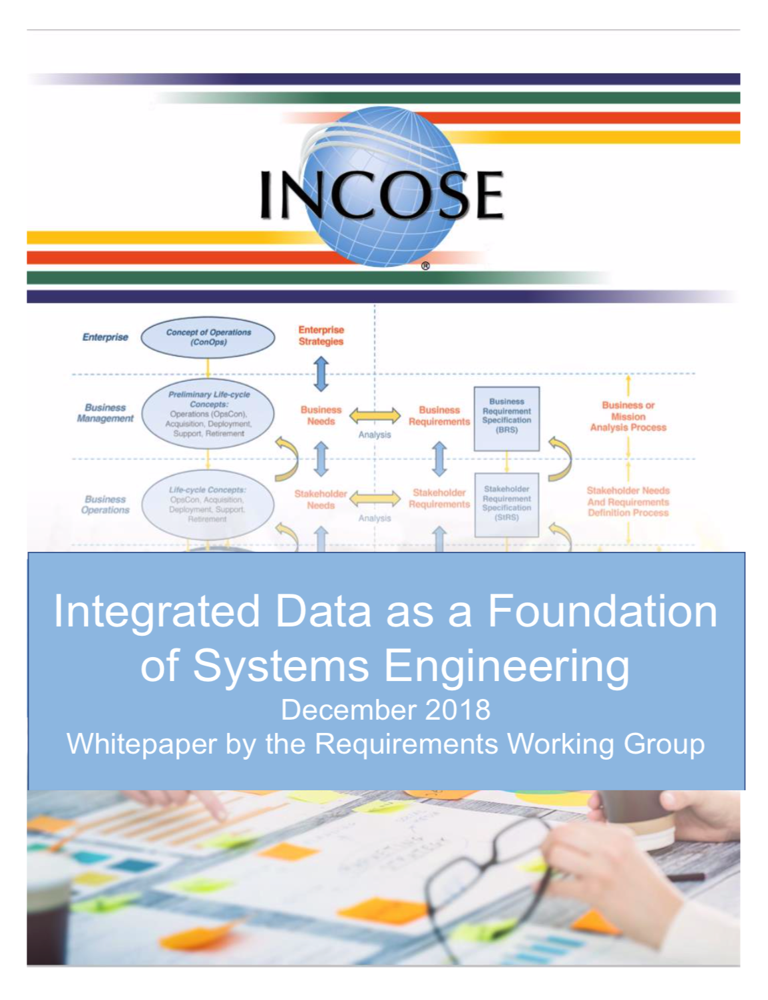 INCOSE
®
Enterprise
Concept of Operations
(ConOps)
Enterprise
Strategies
Business
Management
Preliminary Life-cycle
Concepts:
Operations (OpsCon),
Acquisition, Deployment,
Support, Retirement
Business
Needs
Analysis
Business
Requirements
Business
Requirement
Specification
(BRS)
Business or
Mission
Analysis Process
Business
Operations
Life-cycle Concepts:
OpsCon, Acquisition,
Deployment, Support,
Retirement
Stakeholder
Needs
Analysis
Stakeholder
Requirements
Stakeholder
Requirement
Specification
(StRS)
Stakeholder Needs
And Requirements
Definition Process
Integrated Data as a Foundation
of Systems Engineering
December 2018
Whitepaper by the Requirements Working Group